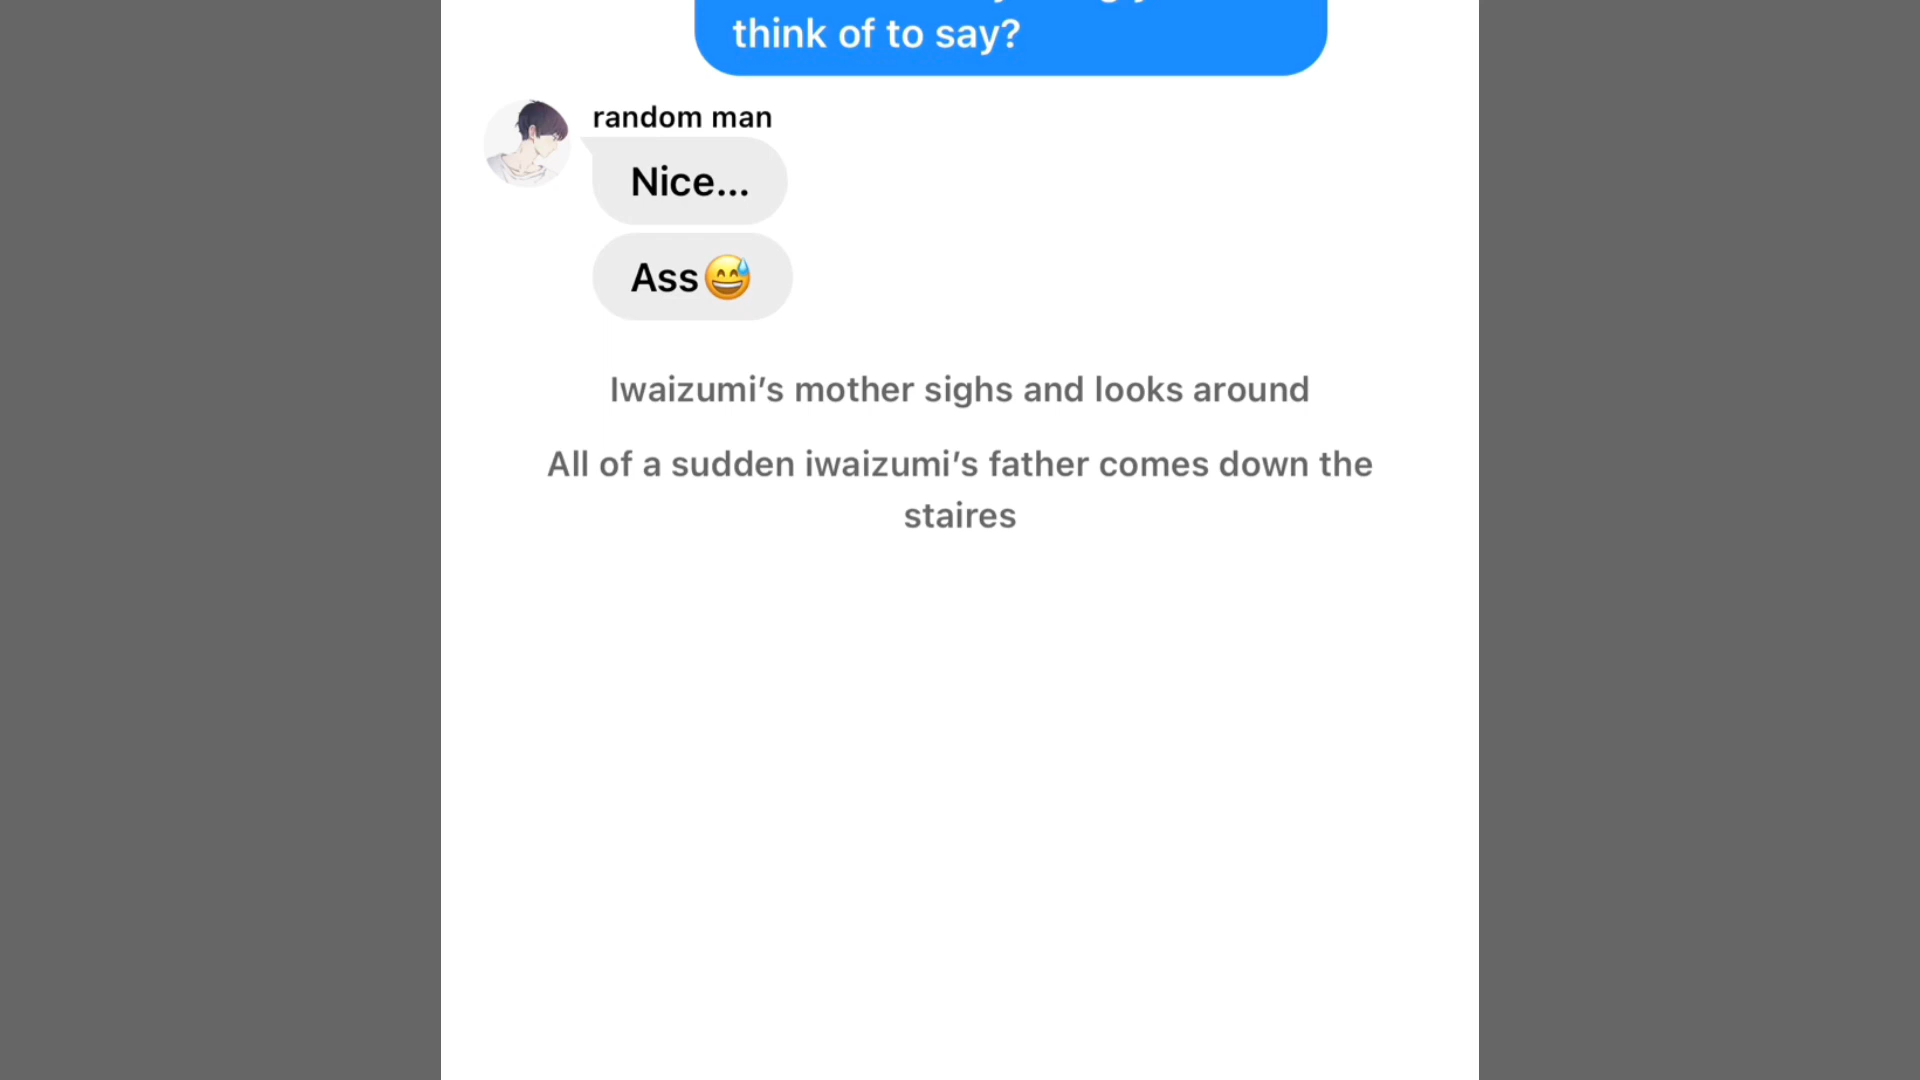 think of to say?
random man
Nice...
Ass😅
Iwaizumi’s mother sighs and looks around
All of a sudden iwaizumi’s father comes down the
staires